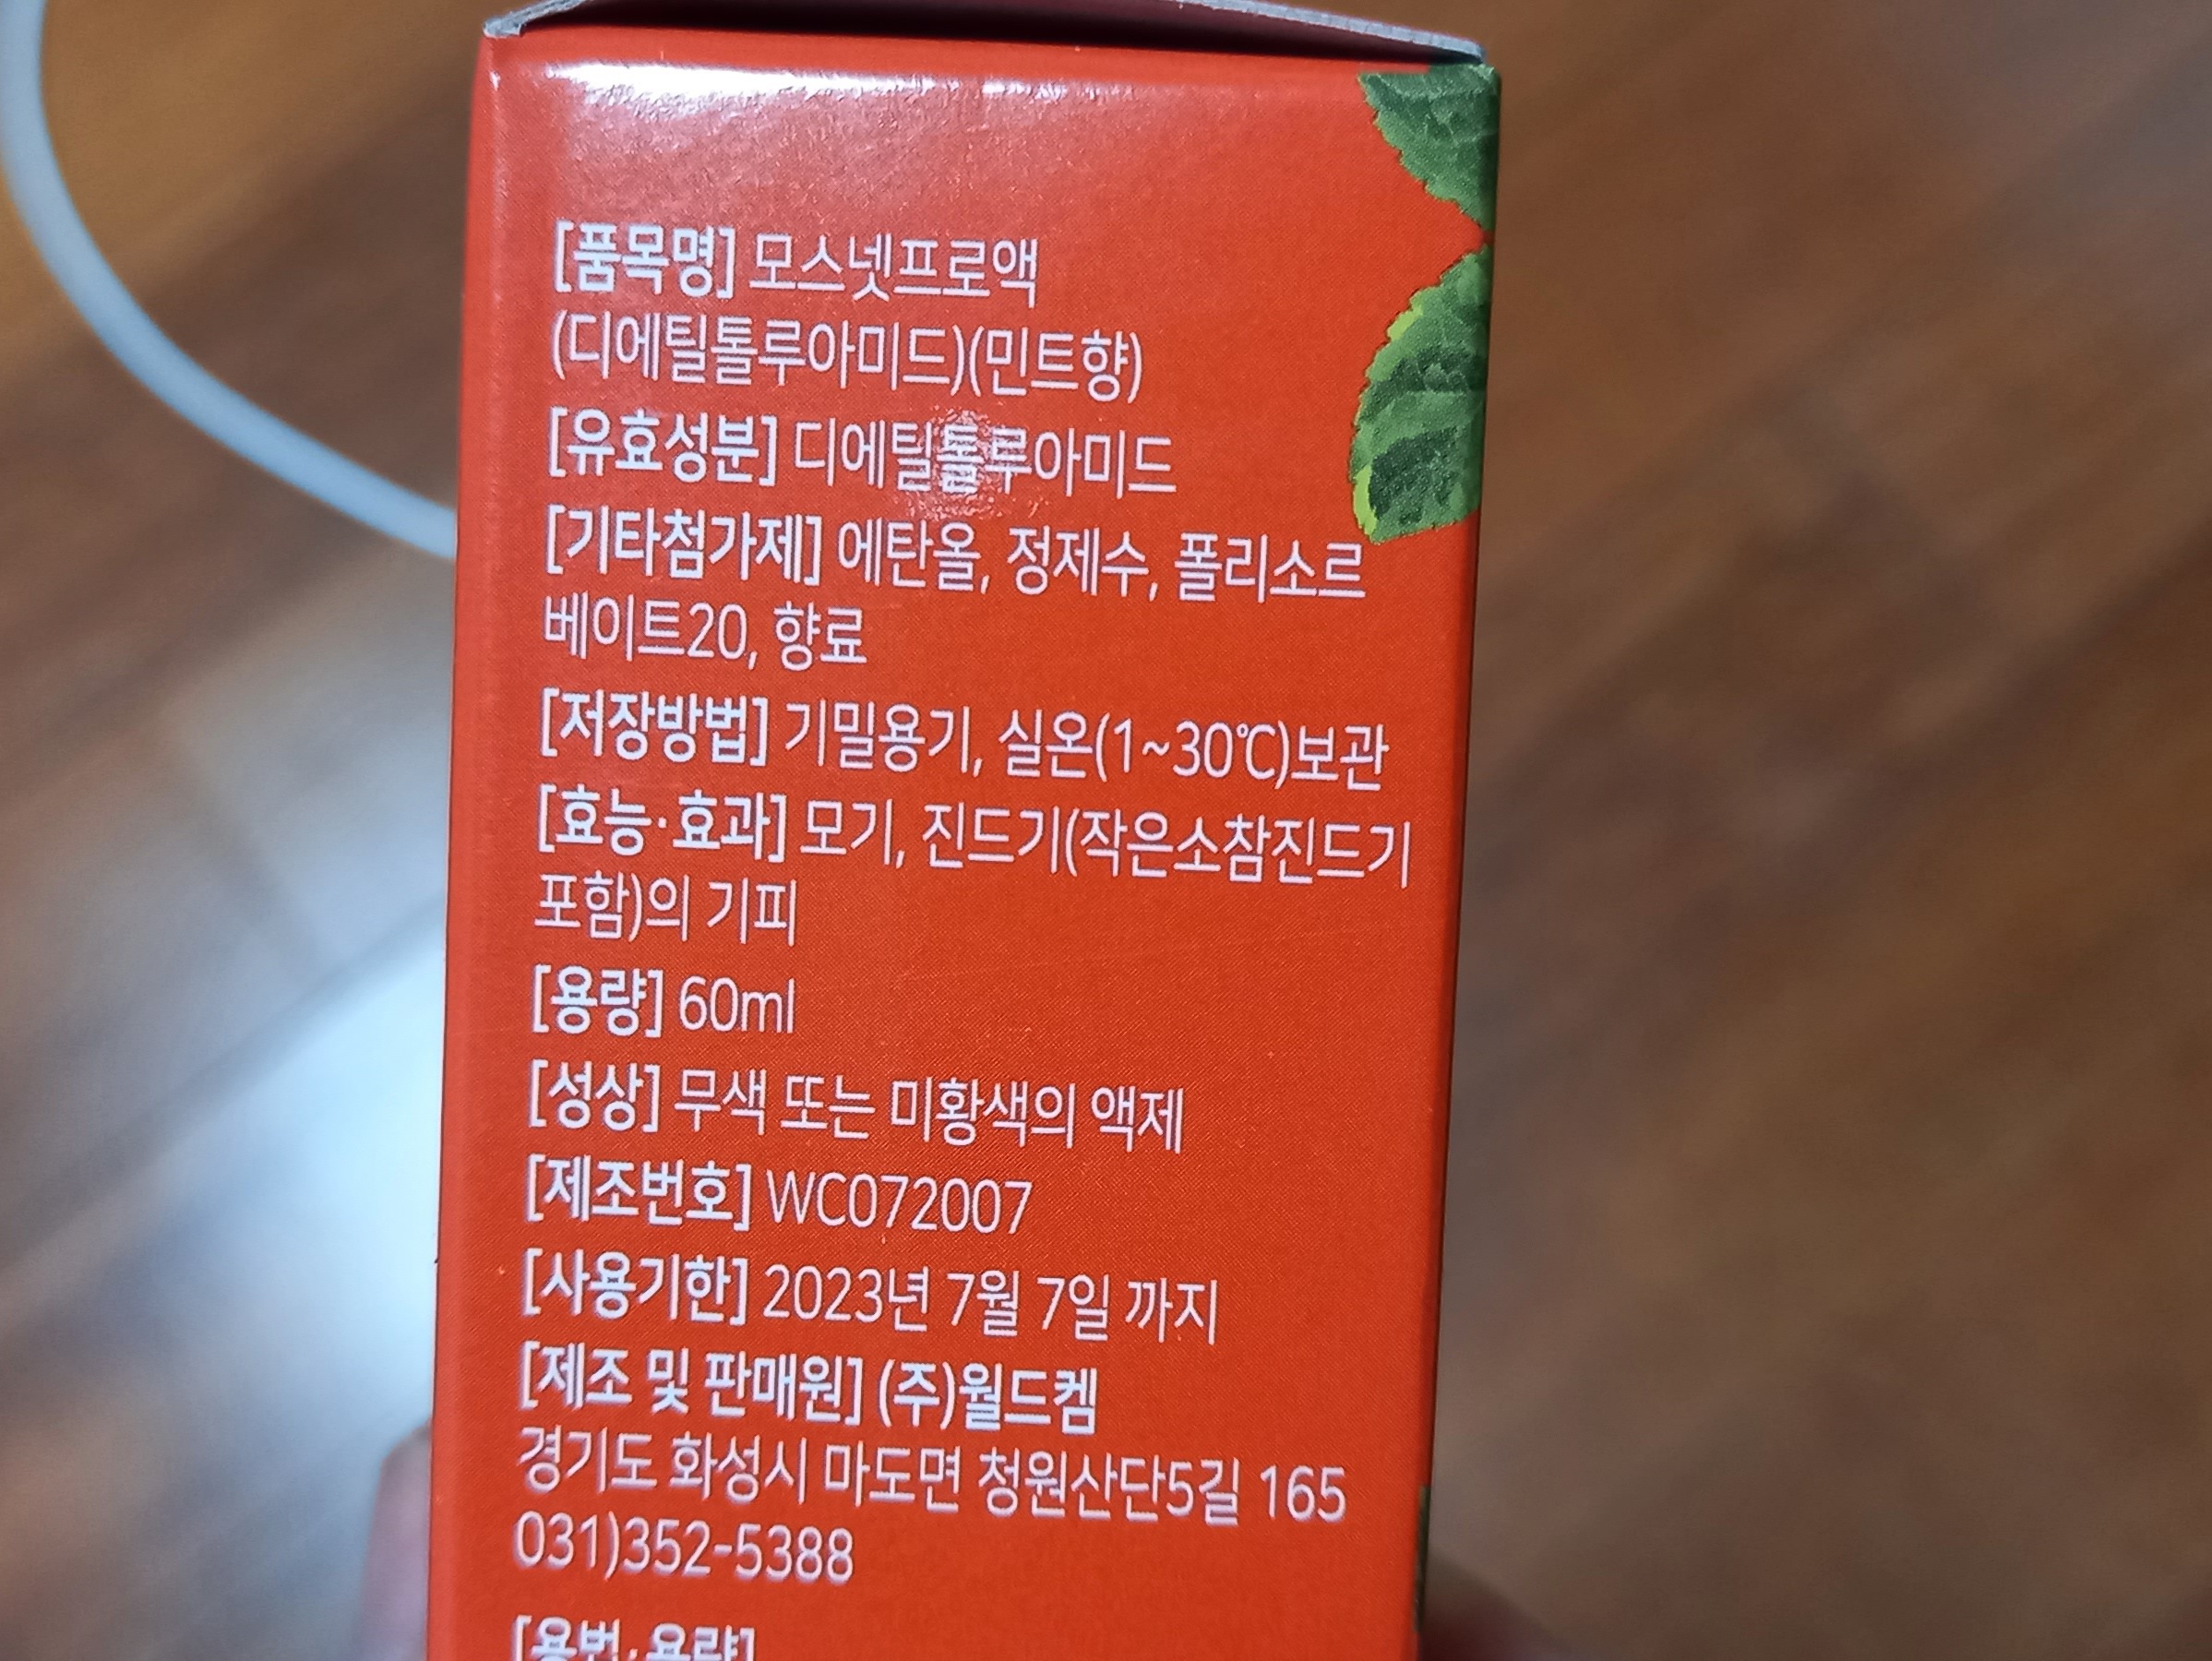 [품목명] 모스넷프로액
(디에틸톨루아미드)(민트향)
[유효성분] 디에틸톨루아미드
[기타첨가제] 에탄올, 정제수, 폴리소르
베이트20, 향료
[저장방법] 기밀용기, 실온(1~30℃)보관
[효능·효과] 모기, 진드기(작은소참진드기
포함)의 기피
[용량] 60ml
[성상] 무색 또는 미황색의 액제
[제조번호] WC072007
[사용기한] 2023년 7월 7일 까지
[제조 및 판매원] (주)월드켐
경기도 화성시 마도면 청원산단5길 165
031)352-5388
[용법·용량]